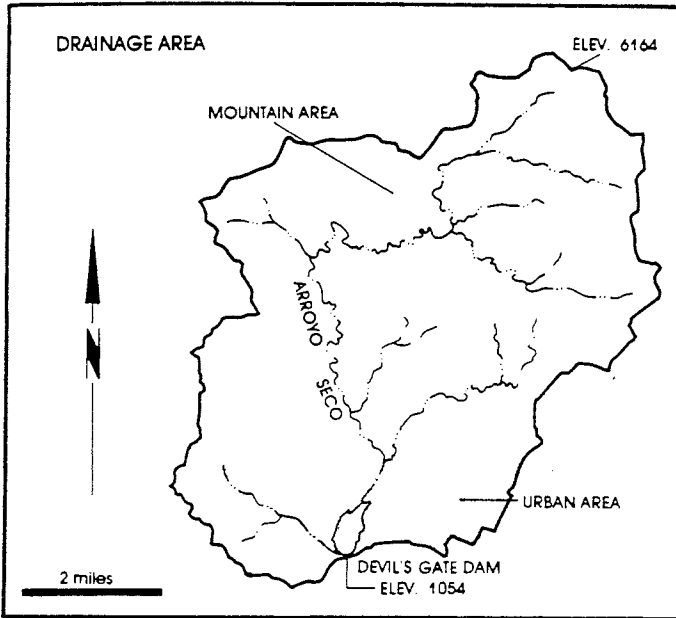 DRAINAGE AREA
ELEV. 6164
MOUNTAIN AREA
N
ARROYO
SECO
URBAN AREA
DEVIL'S GATE DAM
ELEV. 1054
2 miles